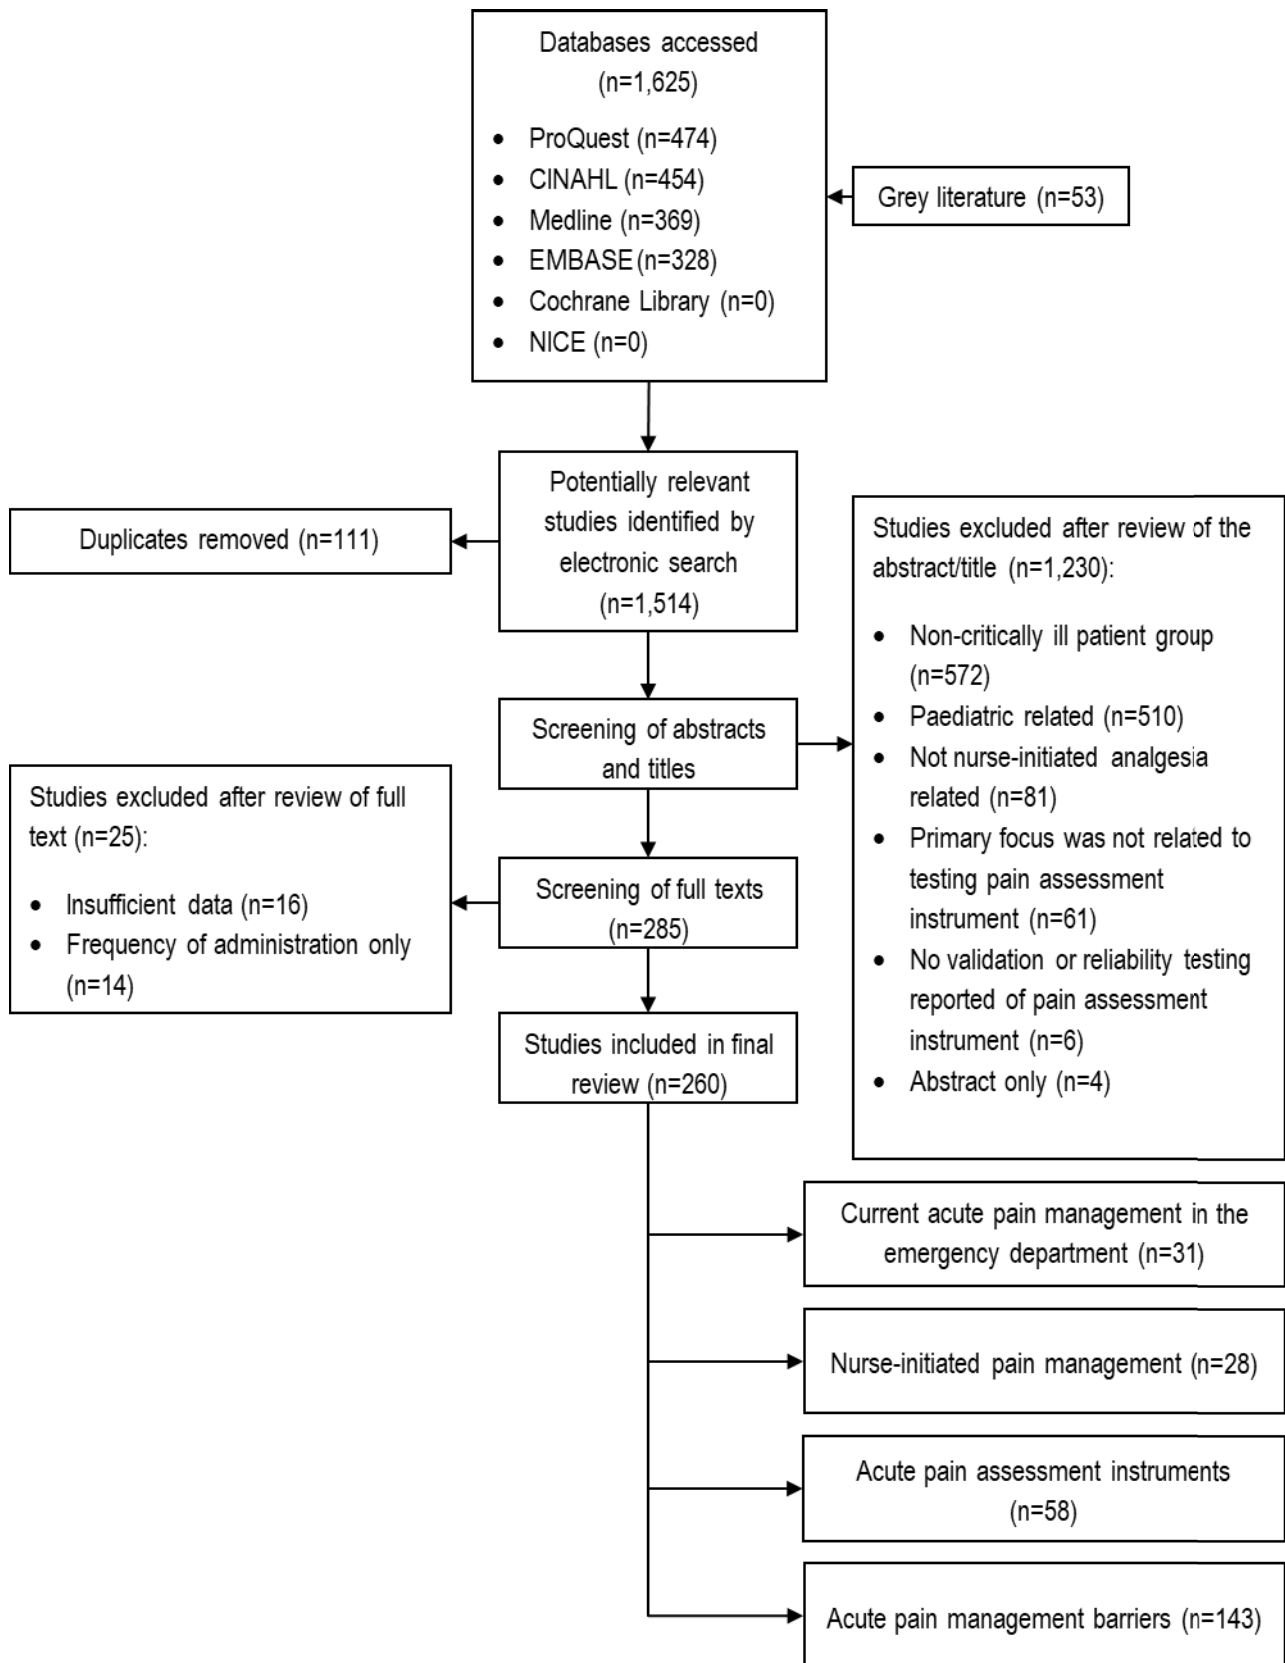 Databases accessed
(n=1,625)
• ProQuest (n=474)
• CINAHL (n=454)
• Medline (n=369)
• EMBASE (n=328)
• Cochrane Library (n=0)
• NICE (n=0)
Grey literature (n=53)
Potentially relevant
studies identified by
electronic search
(n=1,514)
Duplicates removed (n=111)
Studies excluded after review of the
abstract/title (n=1,230):
• Non-critically ill patient group
(n=572)
• Paediatric related (n=510)
• Not nurse-initiated analgesia
related (n=81)
• Primary focus was not related to
testing pain assessment
instrument (n=61)
• No validation or reliability testing
reported of pain assessment
instrument (n=6)
• Abstract only (n=4)
Screening of abstracts
and titles
Studies excluded after review of full
text (n=25):
• Insufficient data (n=16)
• Frequency of administration only
(n=14)
Screening of full texts
(n=285)
Studies included in final
review (n=260)
Current acute pain management in the
emergency department (n=31)
Nurse-initiated pain management (n=28)
Acute pain assessment instruments
(n=58)
Acute pain management barriers (n=143)